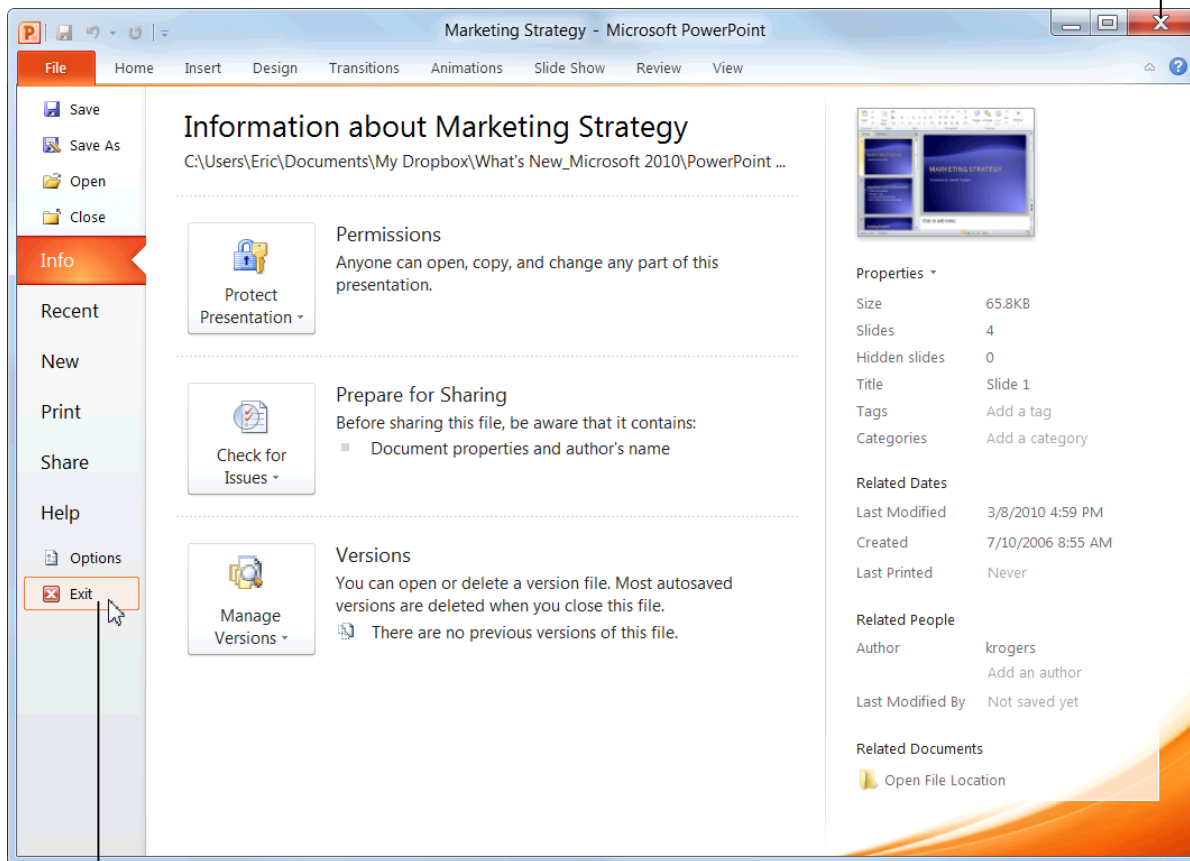 Marketing Strategy - Microsoft PowerPoint
File Home Insert Design Transitions Animations Slide Show Review View
Save
Save As
Open
Close
Info
Recent
New
Print
Share
Help
Options
Exit
Information about Marketing Strategy
C:\Users\Eric\Documents\My Dropbox\What's New_Microsoft 2010\PowerPoint ...
Protect
Presentation
Permissions
Anyone can open, copy, and change any part of this
presentation.
Check for
Issues
Prepare for Sharing
Before sharing this file, be aware that it contains:
Document properties and author's name
Manage
Versions
Versions
You can open or delete a version file. Most autosaved
versions are deleted when you close this file.
There are no previous versions of this file.
MARKETING STRATEGY
Click to add notes
Properties
Size 65.8KB
Slides 4
Hidden slides 0
Title Slide 1
Tags Add a tag
Categories Add a category
Related Dates
Last Modified 3/8/2010 4:59 PM
Created 7/10/2006 8:55 AM
Last Printed Never
Related People
Author krogers
Add an author
Last Modified By Not saved yet
Related Documents
Open File Location